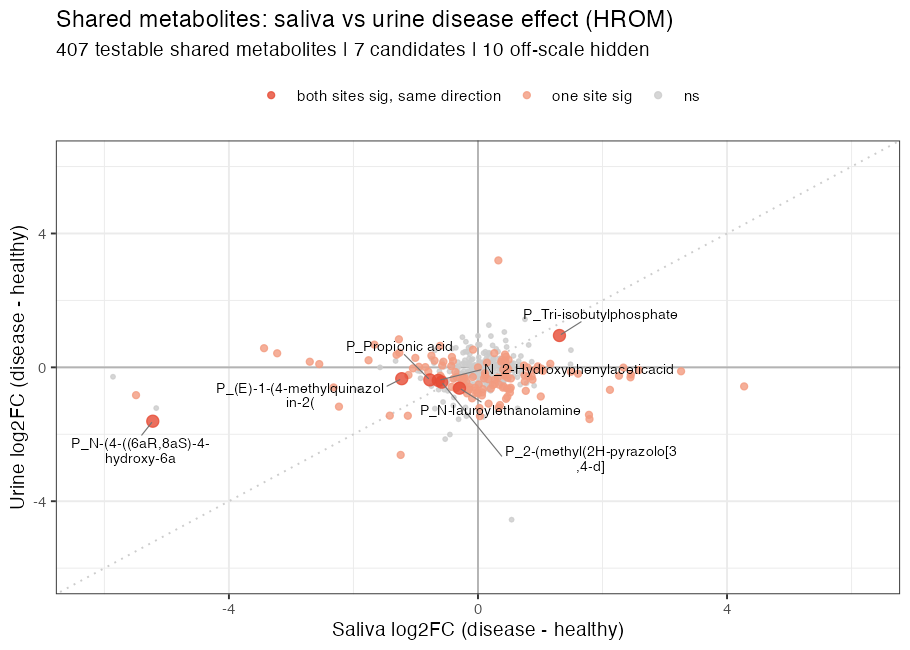 Shared metabolites: saliva vs urine disease effect (HROM)
407 testable shared metabolites | 7 candidates | 10 off-scale hidden
both sites sig, same direction
one site sig
ns
Urine log2FC (disease - healthy)
4
0
-4
P_Tri-isobutylphosphate
P_Propionic acid
N_2-Hydroxyphenylaceticacid
P_(E)-1-(4-methylquinazol
in-2(
P_N-lauroylethanolamine
P_N-(4-((6aR,8aS)-4-
hydroxy-6a
P_2-(methyl(2H-pyrazolo[3
,4-d]
-4
0
4
Saliva log2FC (disease - healthy)